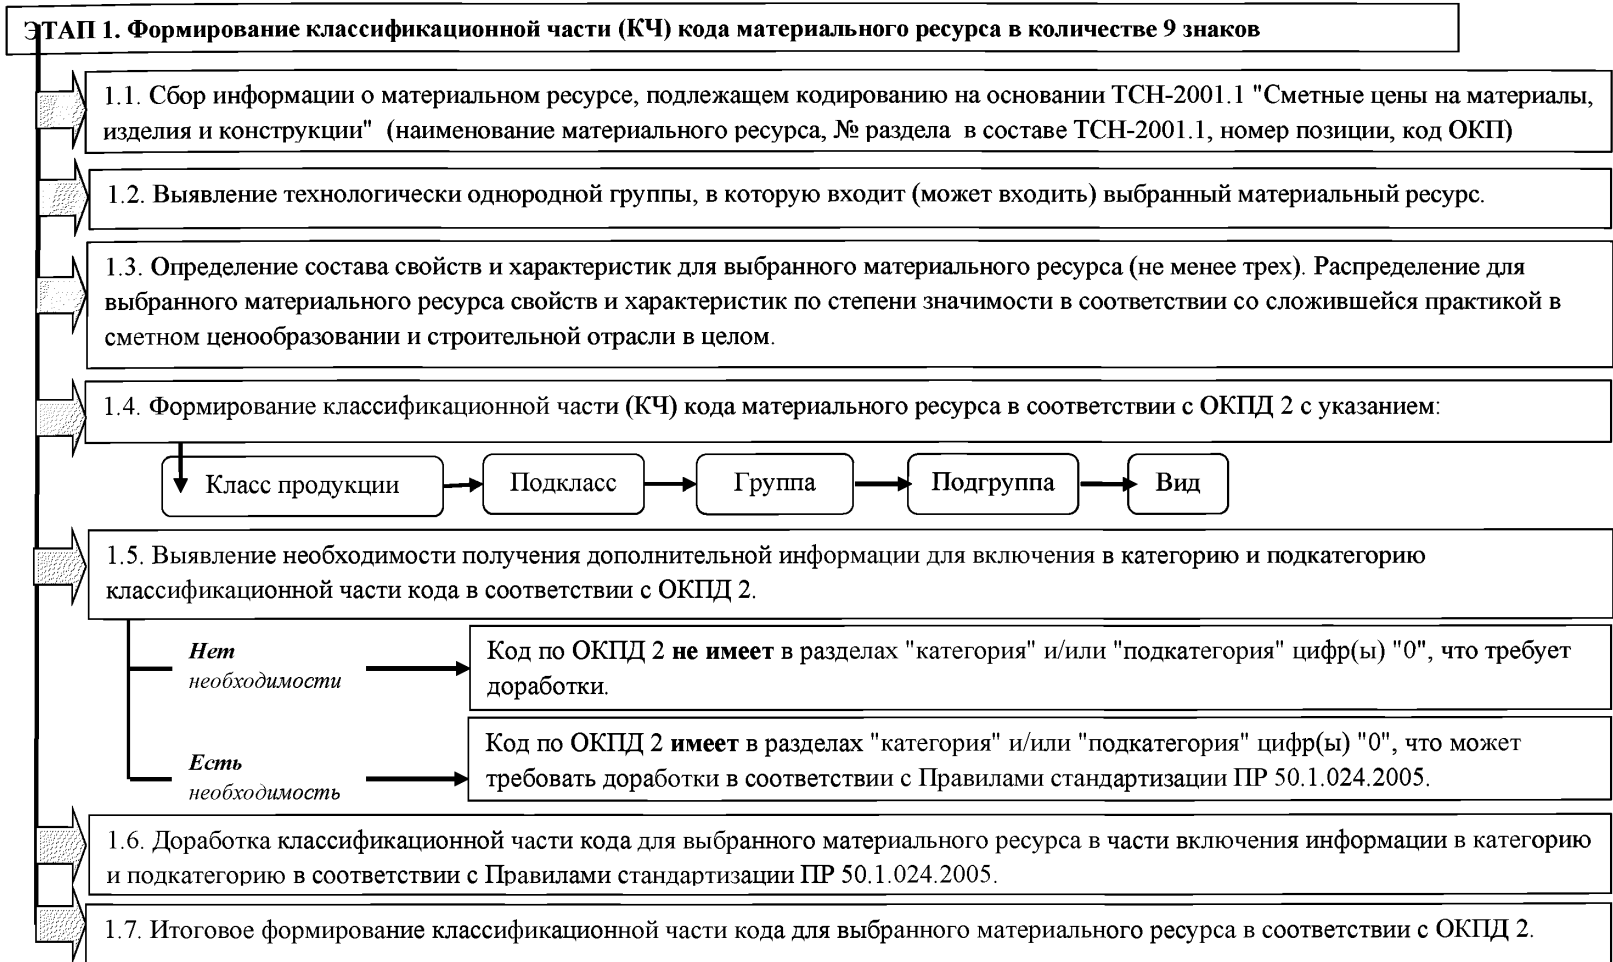 ЭТАП 1. Формирование классификационной части (КЧ) кода материального ресурса в количестве 9 знаков
1.1. Сбор информации о материальном ресурсе, подлежащем кодированию на основании ТСН-2001.1 "Сметные цены на материалы,
изделия и конструкции" (наименование материального ресурса, № раздела в составе ТСН-2001.1, номер позиции, код ОКП)
1.2. Выявление технологически однородной группы, в которую входит (может входить) выбранный материальный ресурс.
1.3. Определение состава свойств и характеристик для выбранного материального ресурса (не менее трех). Распределение для
выбранного материального ресурса свойств и характеристик по степени значимости в соответствии со сложившейся практикой в
сметном ценообразовании и строительной отрасли в целом.
1.4. Формирование классификационной части (КЧ) кода материального ресурса в соответствии с ОКПД 2 с указанием:
Класс продукции
Подкласс
Группа
Подгруппа
Вид
1.5. Выявление необходимости получения дополнительной информации для включения в категорию и подкатегорию
классификационной части кода в соответствии с ОКПД 2.
Нет
необходимости
Код по ОКПД 2 не имеет в разделах "категория" и/или "подкатегория" цифр(ы) "0", что требует
доработки.
Есть
необходимость
Код по ОКПД 2 имеет в разделах "категория" и/или "подкатегория" цифр(ы) "0", что может
требовать доработки в соответствии с Правилами стандартизации ПР 50.1.024.2005.
1.6. Доработка классификационной части кода для выбранного материального ресурса в части включения информации в категорию
и подкатегорию в соответствии с Правилами стандартизации ПР 50.1.024.2005.
1.7. Итоговое формирование классификационной части кода для выбранного материального ресурса в соответствии с ОКПД 2.